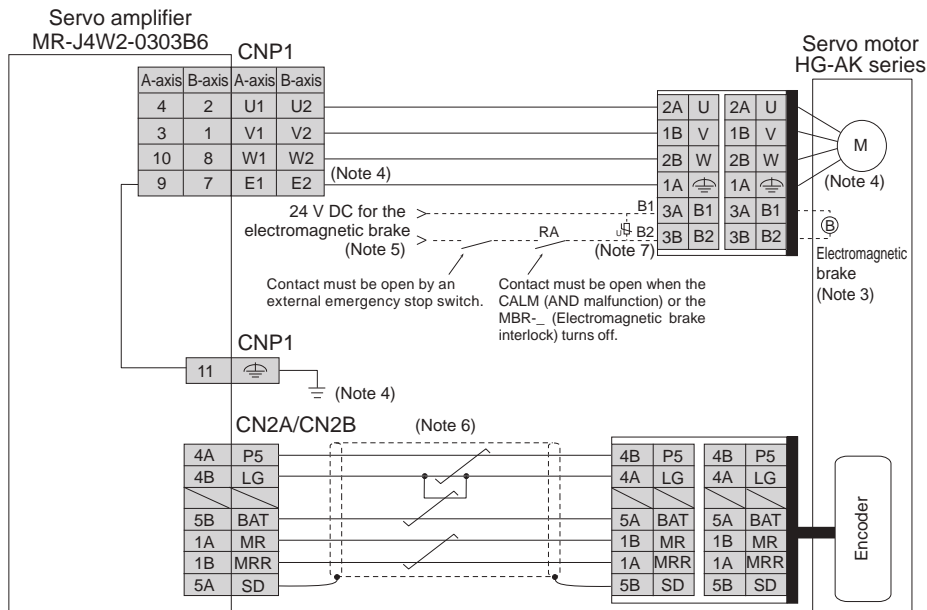 Servo amplifier
MR-J4W2-0303B6
CNP1
Servo motor
HG-AK series
A-axis B-axis A-axis B-axis
4 2 U1 U2
3 1 V1 V2
10 8 W1 W2
9 7 E1 E2
(Note 4)
2A U 2A U
1B V 1B V
2B W 2B W
1A 1A
3A B1 3A B1
3B B2 3B B2
M
(Note 4)
24 V DC for the
electromagnetic brake
(Note 5)
B1
RA
U
B2
(Note 7)
B
Electromagnetic
brake
(Note 3)
Contact must be open by an
external emergency stop switch.
Contact must be open when the
CALM (AND malfunction) or the
MBR-_ (Electromagnetic brake
interlock) turns off.
CNP1
11
(Note 4)
CN2A/CN2B
(Note 6)
4A P5
4B LG
5B BAT
1A MR
1B MRR
5A SD
4B P5 4B P5
4A LG 4A LG
5A BAT 5A BAT
1B MR 1B MR
1A MRR 1A MRR
5B SD 5B SD
Encoder